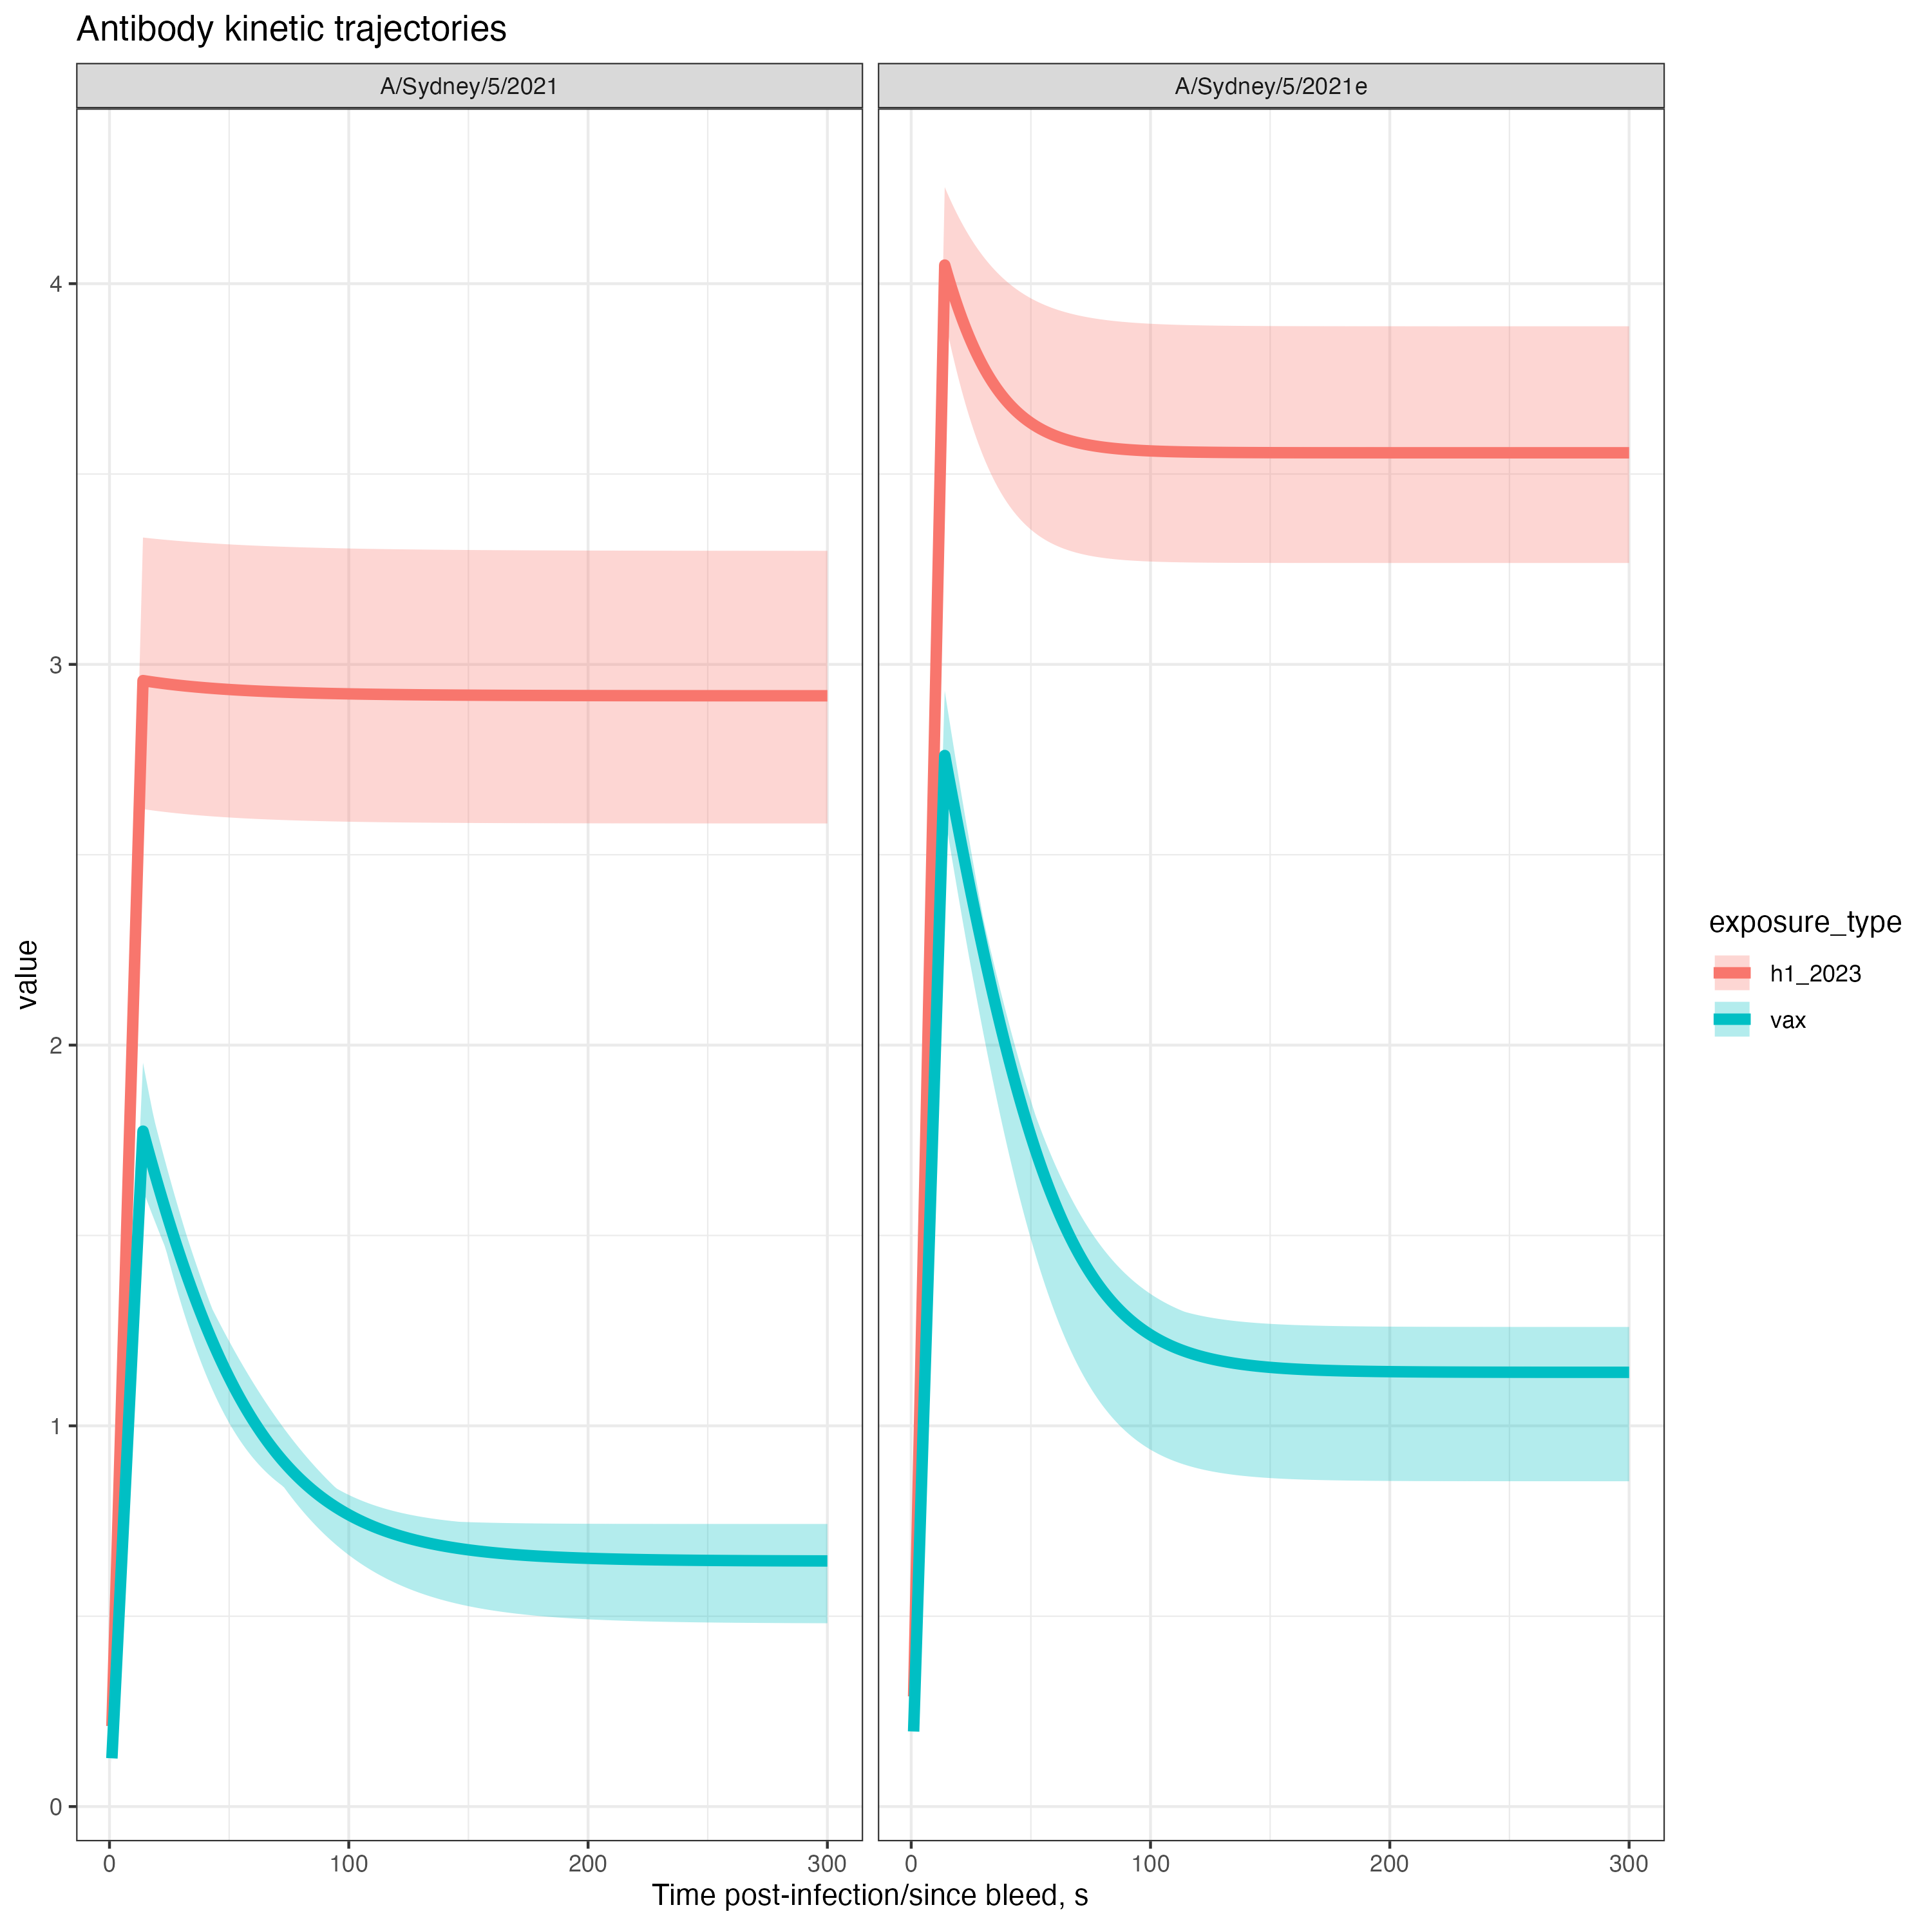 Antibody kinetic trajectories
A/Sydney/5/2021
A/Sydney/5/2021e
4
3
2
1
0
value
0 100 200 300
0 100 200 300
Time post-infection/since bleed, s
exposure_type
h1_2023
vax